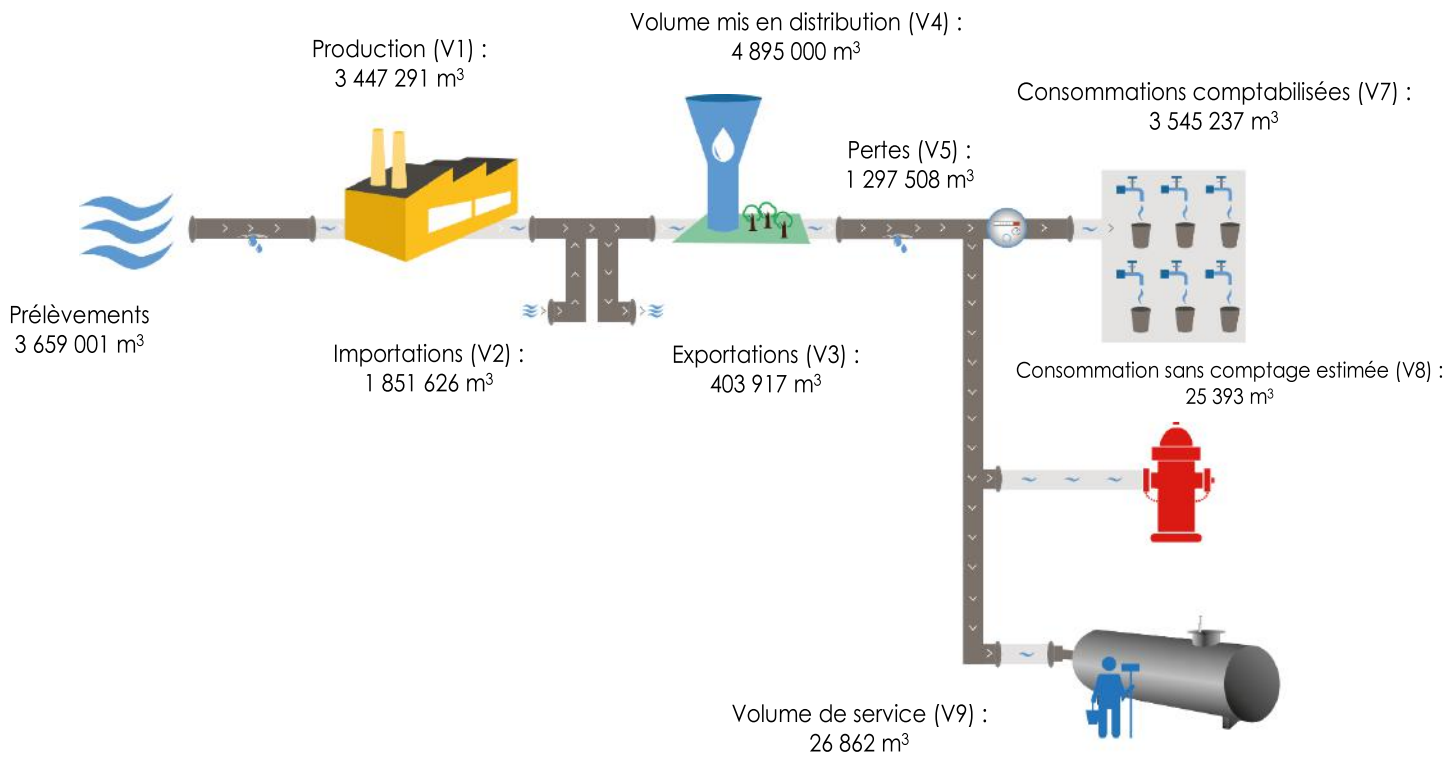 Volume mis en distribution (V4) :
4 895 000 m³
Production (V1) :
3 447 291 m³
Consommations comptabilisées (V7) :
3 545 237 m³
Pertes (V5) :
1 297 508 m³
Prélèvements
3 659 001 m³
Importations (V2) :
1 851 626 m³
Exportations (V3) :
403 917 m³
Consommation sans comptage estimée (V8) :
25 393 m³
Volume de service (V9) :
26 862 m³